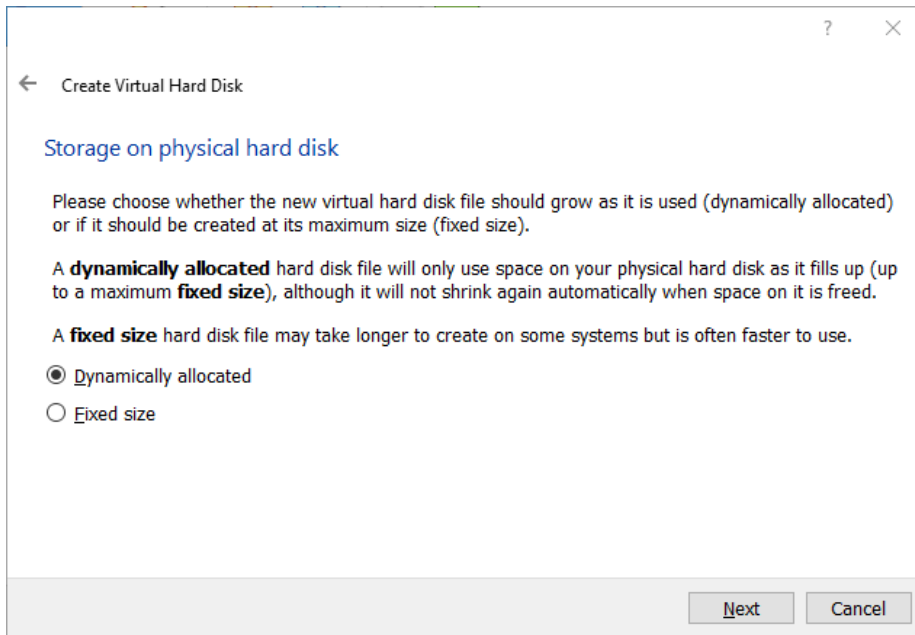 ?
Create Virtual Hard Disk
Storage on physical hard disk
Please choose whether the new virtual hard disk file should grow as it is used (dynamically allocated)
or if it should be created at its maximum size (fixed size).
A dynamically allocated hard disk file will only use space on your physical hard disk as it fills up (up
to a maximum fixed size), although it will not shrink again automatically when space on it is freed.
A fixed size hard disk file may take longer to create on some systems but is often faster to use.
Dynamically allocated
Fixed size
Next Cancel